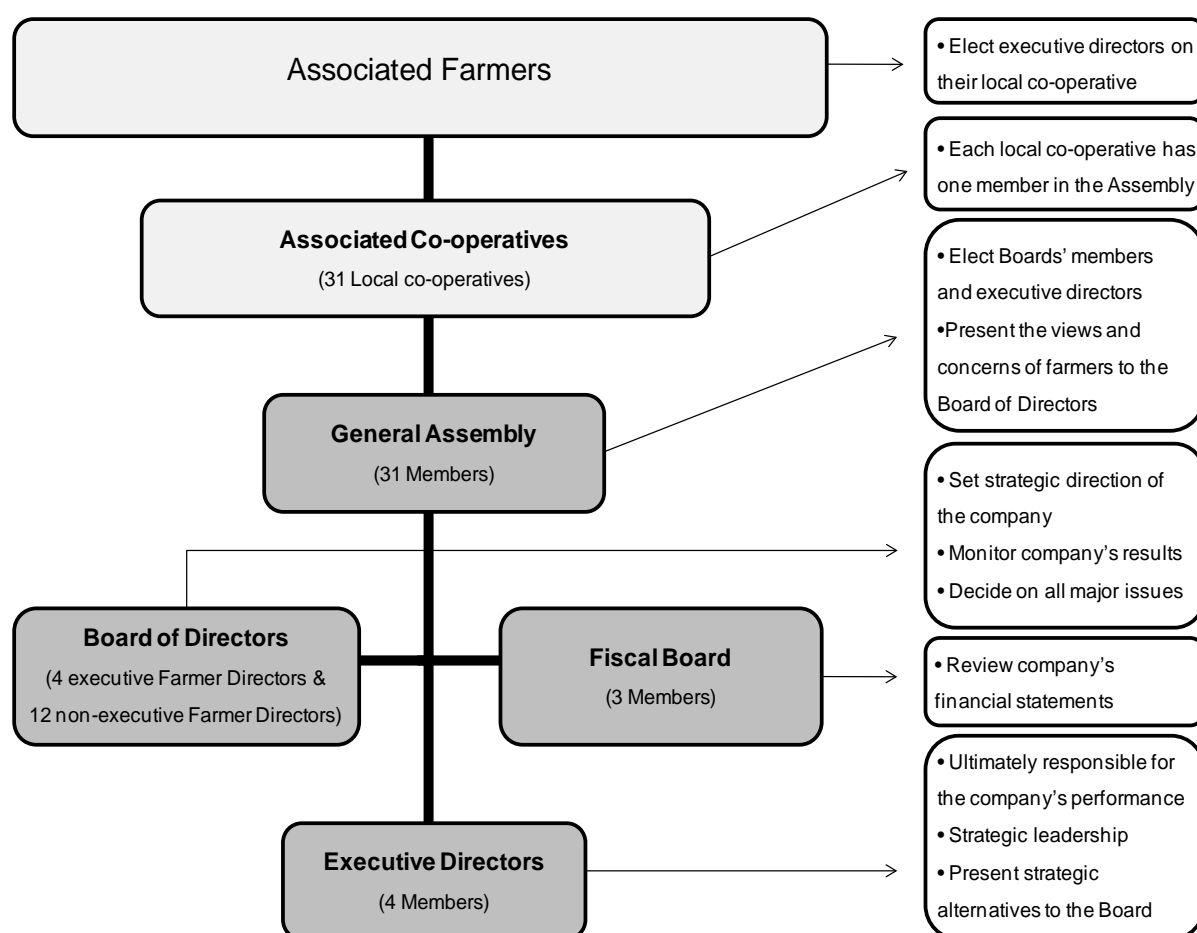 Associated Farmers
• Elect executive directors on
their local co-operative
Associated Co-operatives
(31 Local co-operatives)
• Each local co-operative has
one member in the Assembly
General Assembly
(31 Members)
• Elect Boards' members
and executive directors
•Present the views and
concerns of farmers to the
Board of Directors
Board of Directors
(4 executive Farmer Directors &
12 non-executive Farmer Directors)
• Set strategic direction of
the company
• Monitor company's results
• Decide on all major issues
Fiscal Board
(3 Members)
• Review company's
financial statements
Executive Directors
(4 Members)
• Ultimately responsible for
the company's performance
• Strategic leadership
• Present strategic
alternatives to the Board